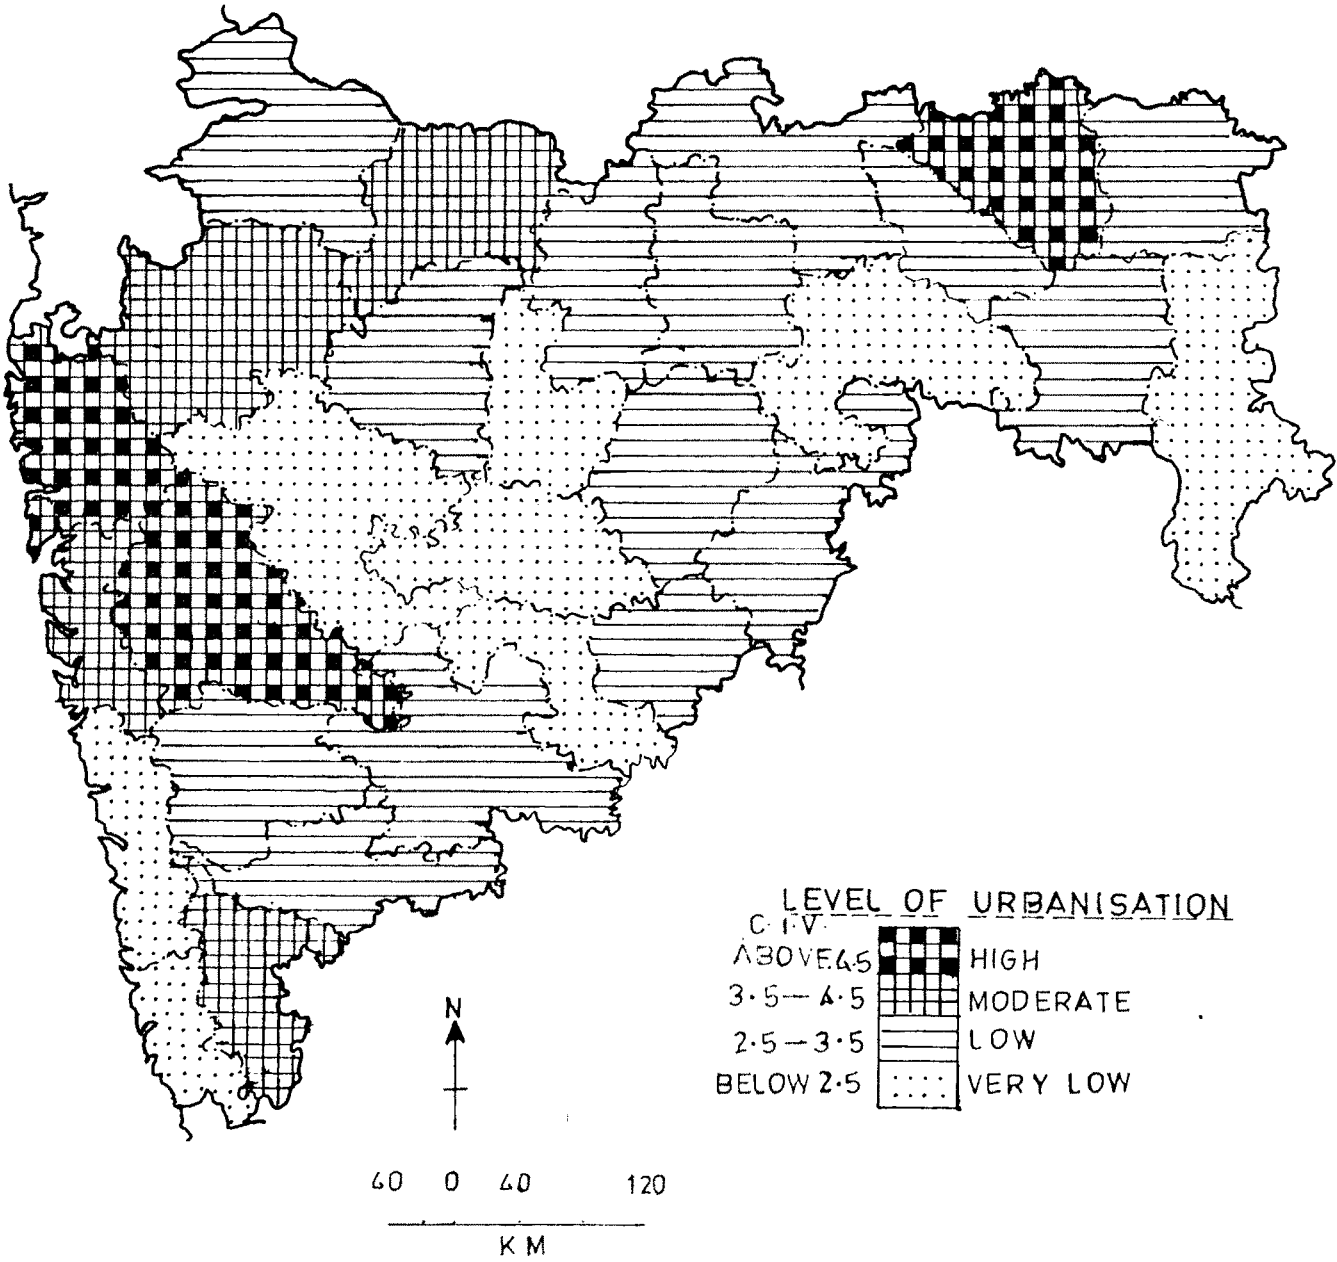 LEVEL OF URBANISATION
C.I.V.
ABOVE 4.5 HIGH
3.5—4.5 MODERATE
2.5—3.5 LOW
BELOW 2.5 VERY LOW
N
40 0 40 120
KM